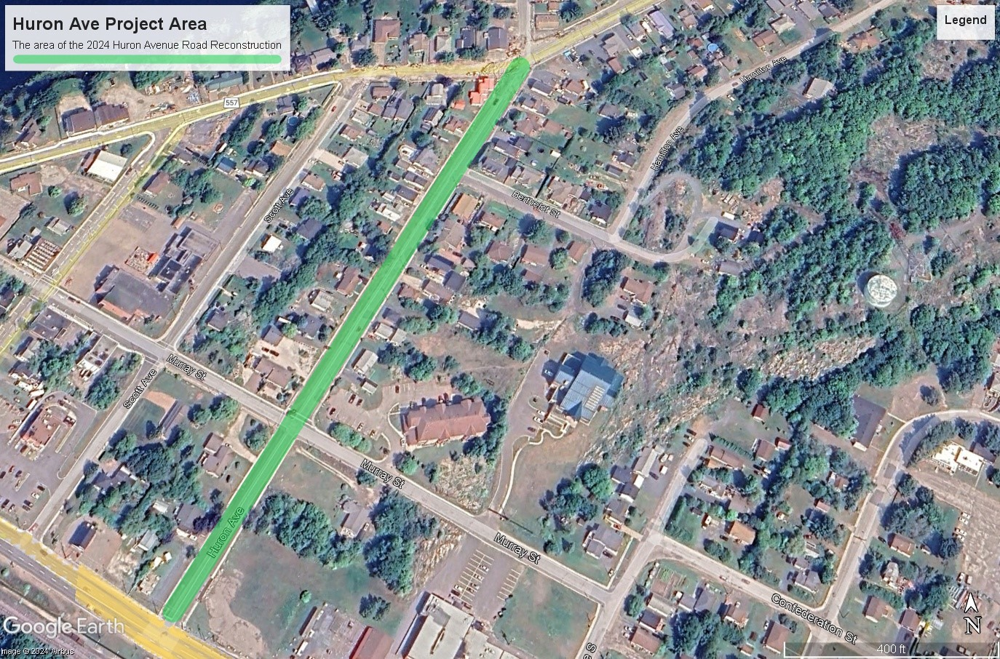 Huron Ave Project Area
The area of the 2024 Huron Avenue Road Reconstruction
Legend
557
Hamilton Ave
Hamilton Ave
Berthelot St
Scott Ave
Murray St
Scott Ave
Murray St
Huron Ave
Murray St
Confederation St
Google Earth
Image © 2024 Airbus
N
400 ft